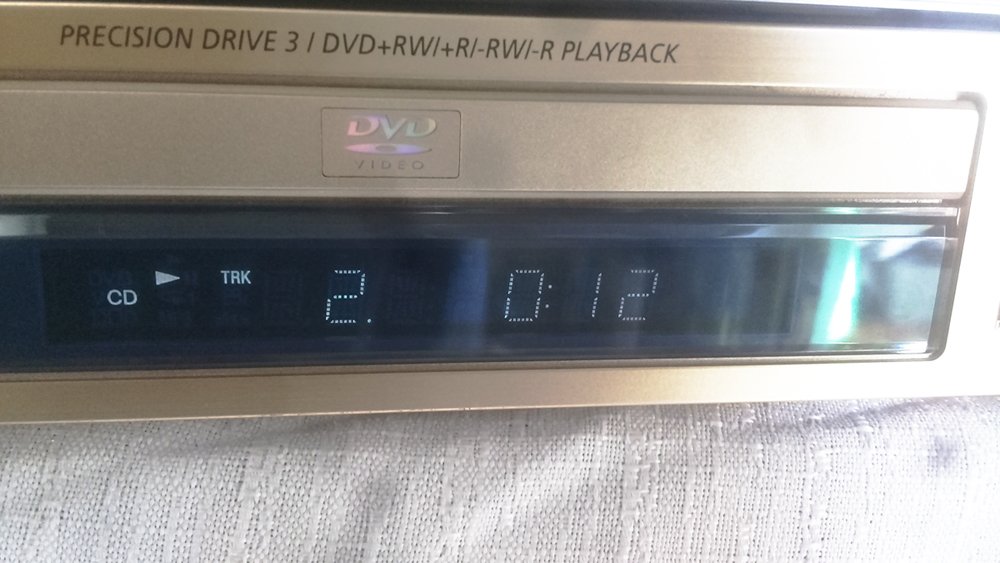 PRECISION DRIVE 3 / DVD+RW/+R/-RW/-R PLAYBACK
DVD
VIDEO
CD TRK 2. 0:12